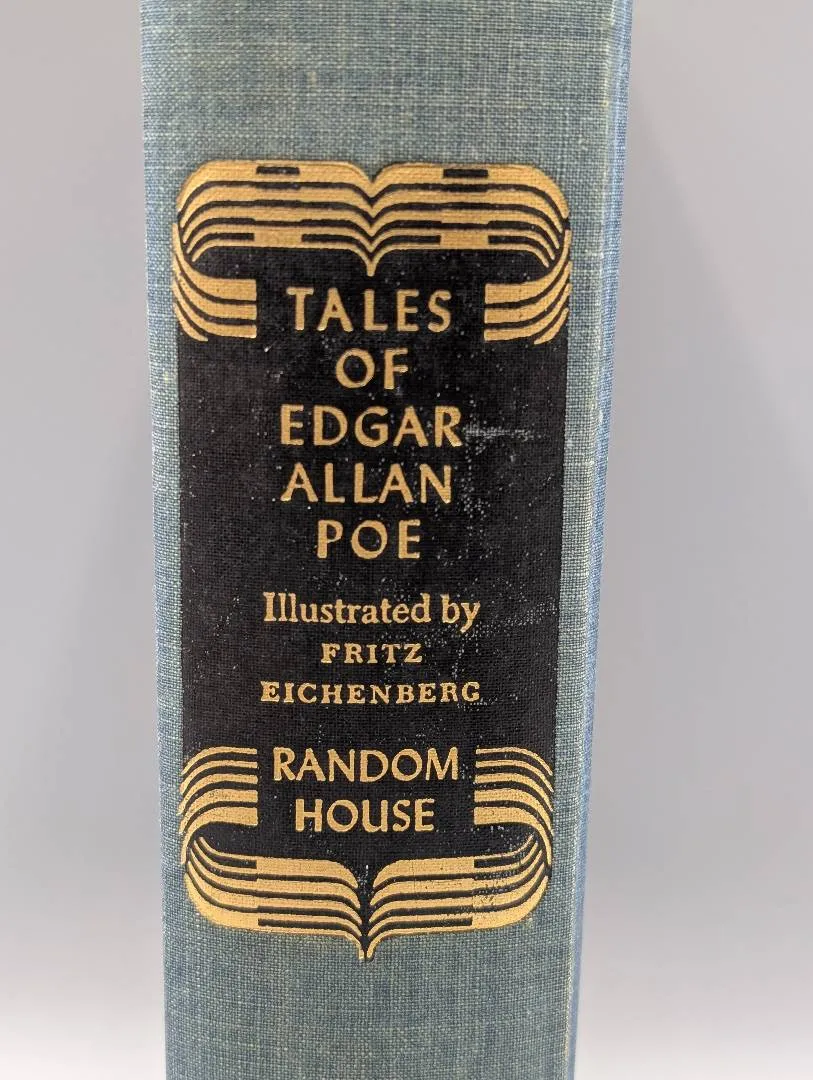 TALES
OF
EDGAR
ALLAN
POE
Illustrated by
FRITZ
EICHENBERG
RANDOM
HOUSE